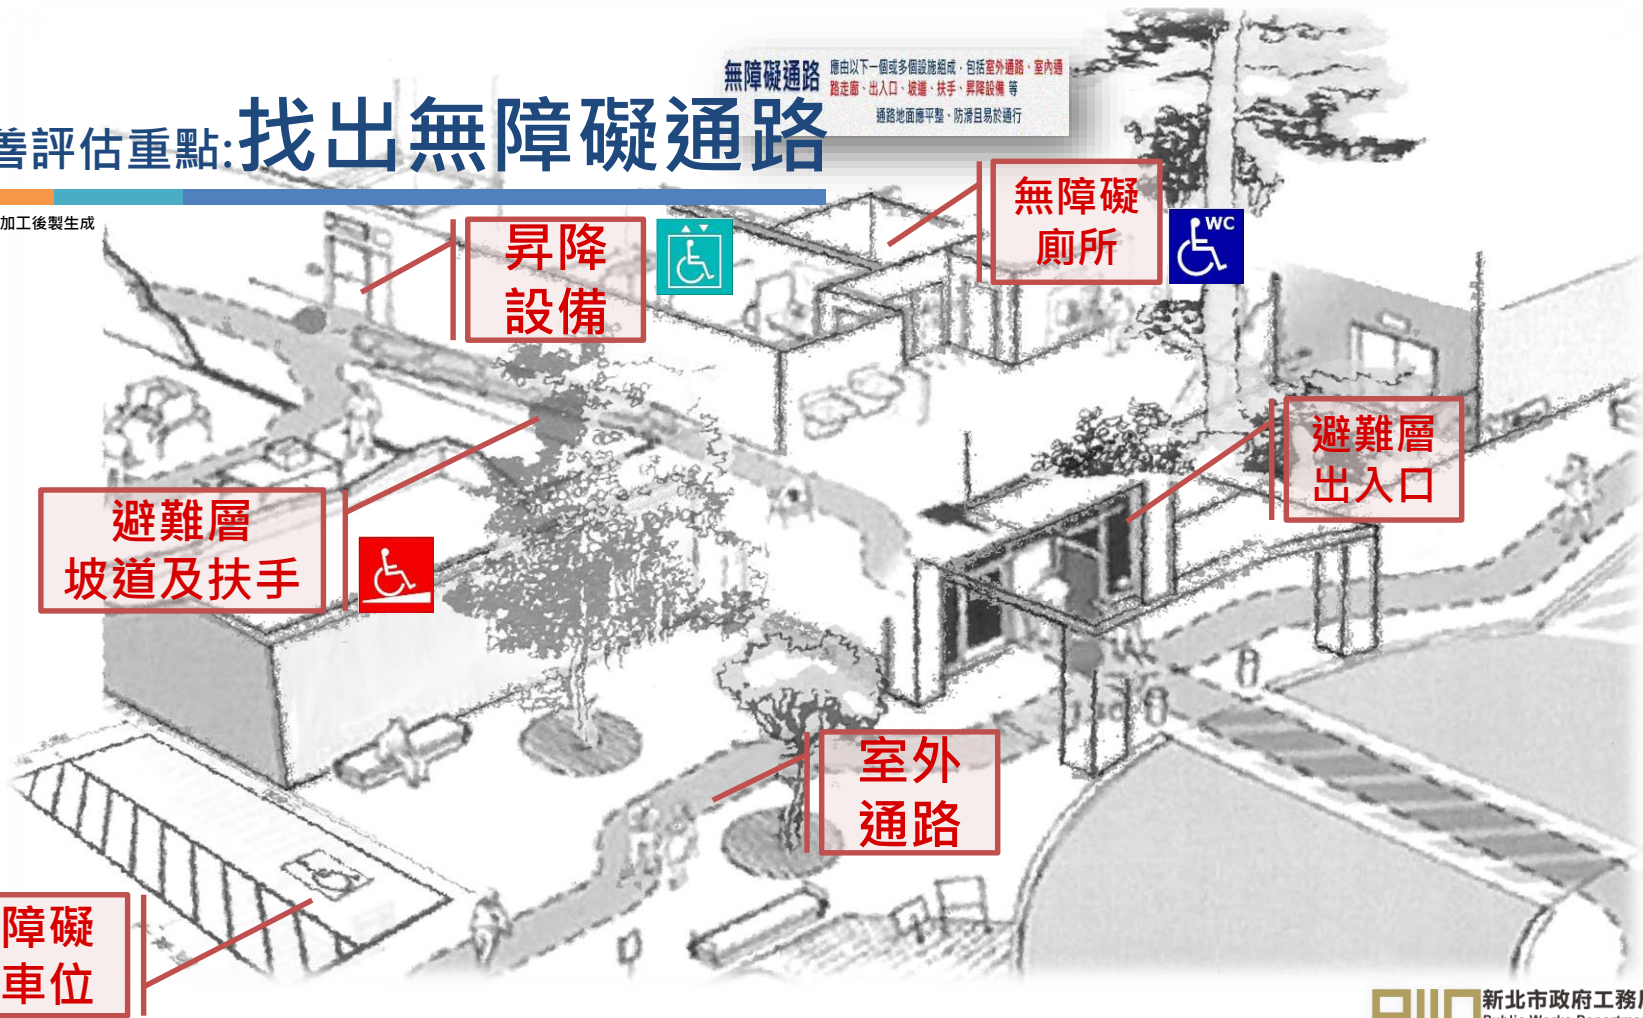 無障礙通路 應由以下一個或多個設施組成，包括室外通路、室內通
路走廊、出入口、坡道、扶手、昇降設備 等
通路地面應平整、防滑且易於通行
善評估重點:找出無障礙通路
加工後製生成
昇降
設備
無障礙
廁所
WC
避難層
出入口
避難層
坡道及扶手
室外
通路
障礙
車位
新北市政府工務局